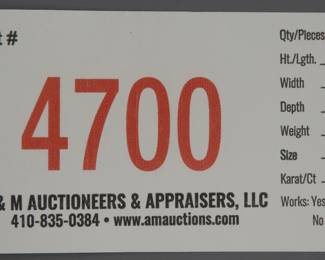 t #
4700
& M AUCTIONEERS & APPRAISERS, LLC
410-835-0384 • www.amauctions.com
Qty/Pieces
Ht./Lgth.
Width
Depth
Weight
Size
Karat/Ct
Works: Yes
No